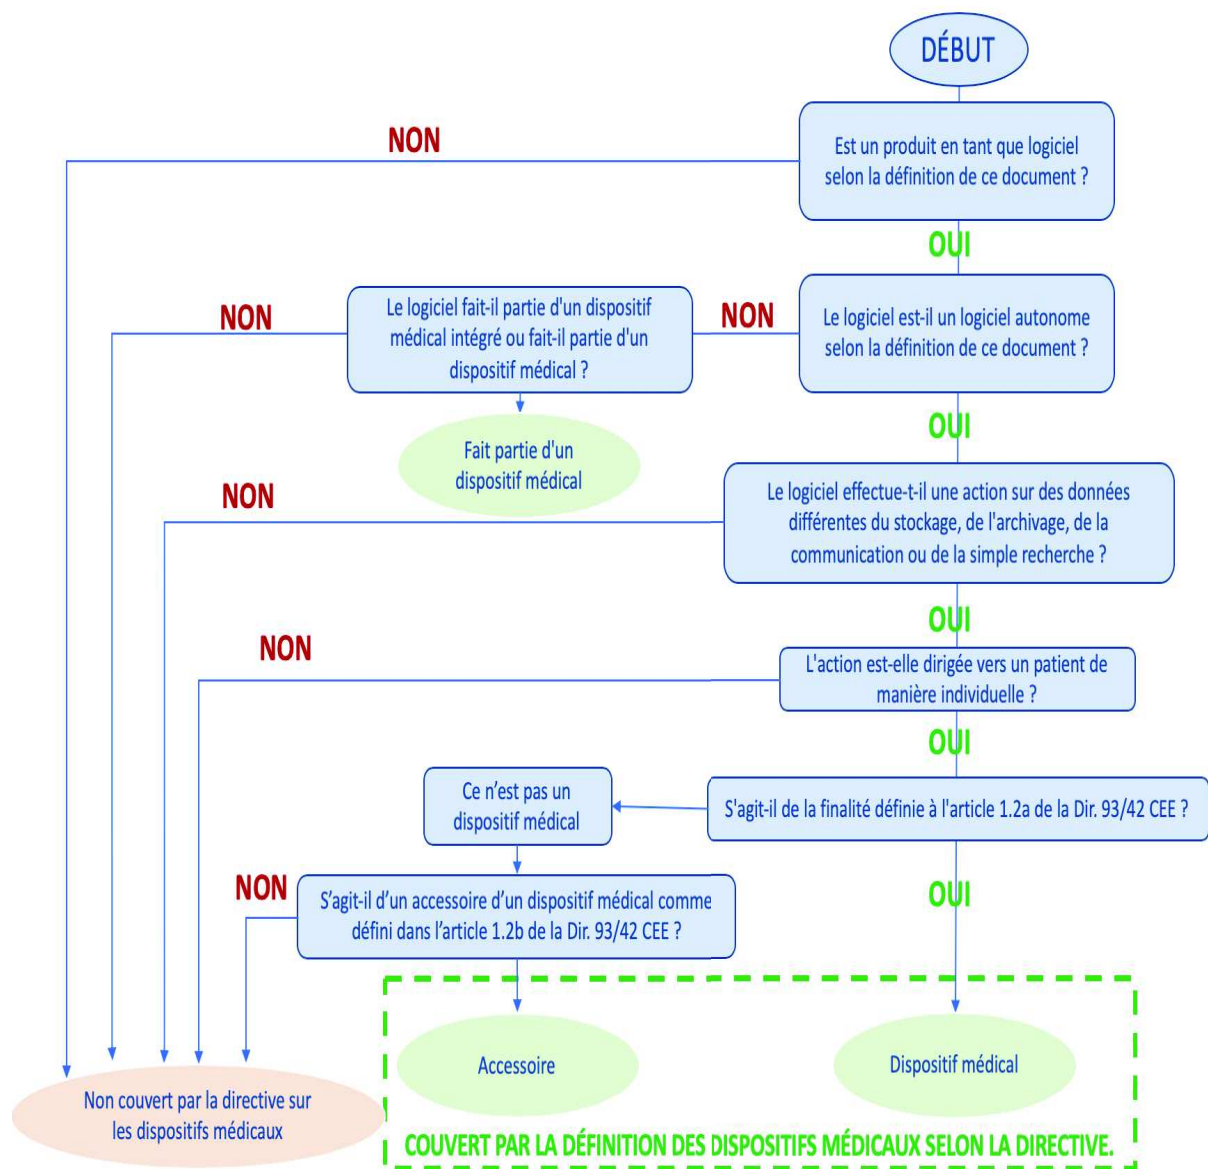 DÉBUT
NON
Est un produit en tant que logiciel
selon la définition de ce document ?
OUI
NON
Le logiciel fait-il partie d'un dispositif
médical intégré ou fait-il partie d'un
dispositif médical ?
NON
Le logiciel est-il un logiciel autonome
selon la définition de ce document ?
OUI
Fait partie d'un
dispositif médical
NON
Le logiciel effectue-t-il une action sur des données
différentes du stockage, de l'archivage, de la
communication ou de la simple recherche ?
OUI
NON
L'action est-elle dirigée vers un patient de
manière individuelle ?
OUI
Ce n’est pas un
dispositif médical
S'agit-il de la finalité définie à l'article 1.2a de la Dir. 93/42 CEE ?
NON
S’agit-il d’un accessoire d’un dispositif médical comme
défini dans l’article 1.2b de la Dir. 93/42 CEE ?
OUI
Accessoire
Dispositif médical
Non couvert par la directive sur
les dispositifs médicaux
COUVERT PAR LA DÉFINITION DES DISPOSITIFS MÉDICAUX SELON LA DIRECTIVE.